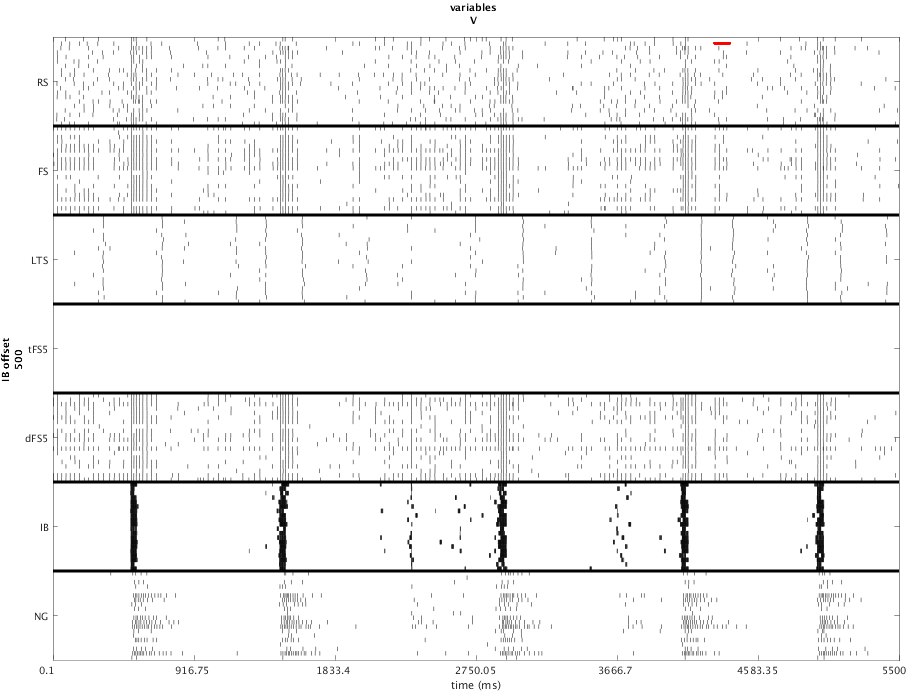 variables
V
RS
FS
LTS
tFS5
dFS5
IB
NG
IB offset
500
0.1 916.75 1833.4 2750.05 3666.7 4583.35 5500
time (ms)